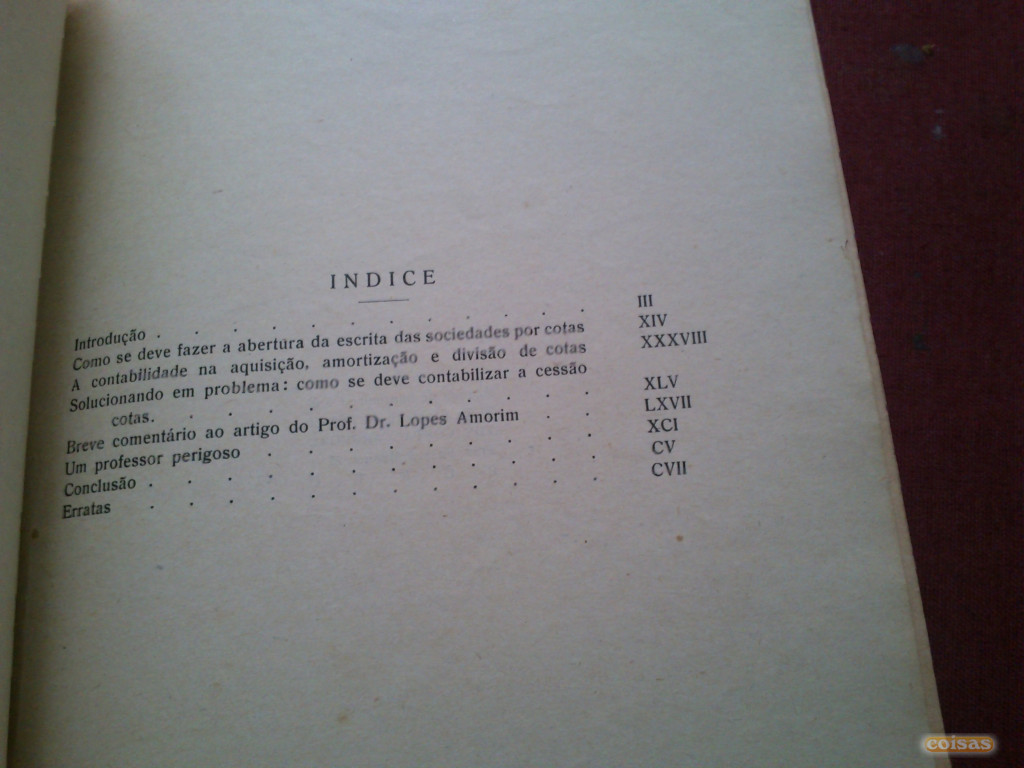 INDICE
Introdução . . . . . . . . . . . . III
Como se deve fazer a abertura da escrita das sociedades por cotas XIV
A contabilidade na aquisição, amortização e divisão de cotas XXXVIII
Solucionando em problema: como se deve contabilizar a cessão
cotas. . . . . . . . . . . . XLV
Breve comentário ao artigo do Prof. Dr. Lopes Amorim . . LXVII
Um professor perigoso . . . . . . . . . XCI
Conclusão . . . . . . . . . . . . CV
Erratas . . . . . . . . . . . . CVII
coisas